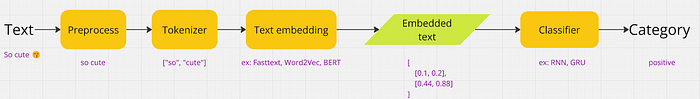 Text
Preprocess
Tokenizer
Text embedding
Embedded
text
Classifier
Category
So cute 😙
so cute
["so", "cute"]
ex: Fasttext, Word2Vec, BERT
[
[0.1, 0.2],
[0.44, 0.88]
]
ex: RNN, GRU
positive